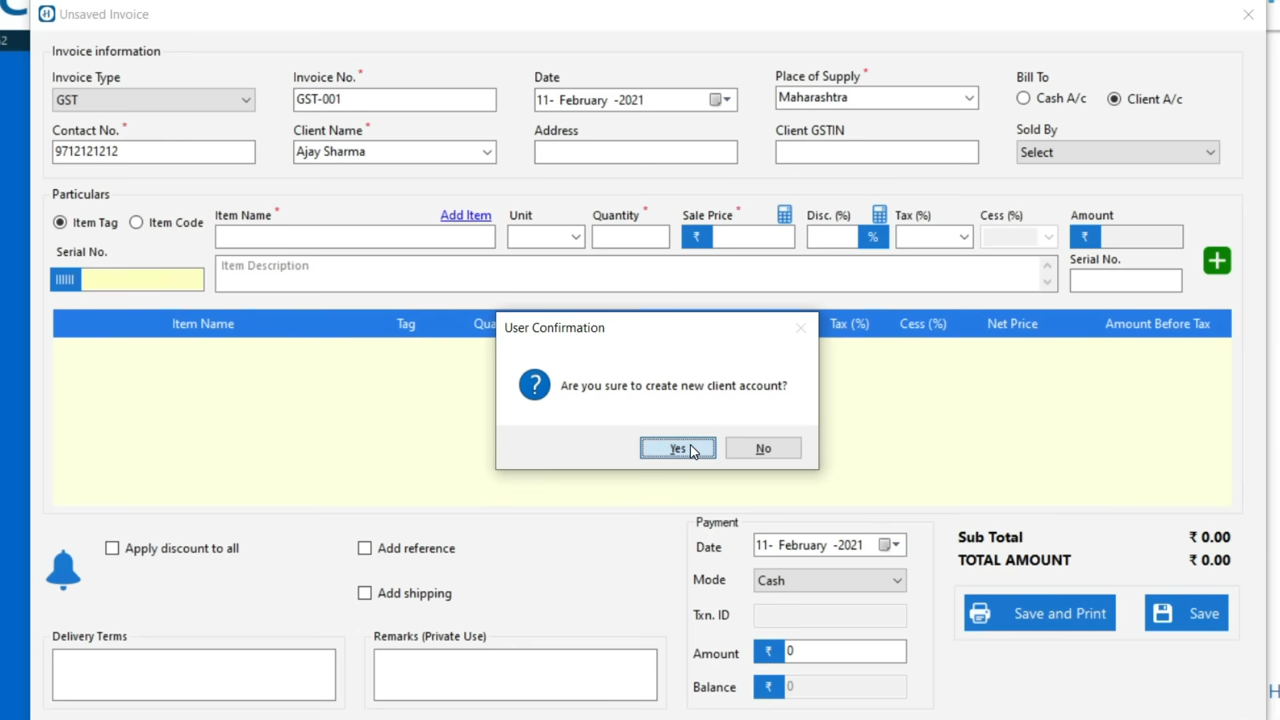 Unsaved Invoice
Invoice information
Invoice Type
Invoice No. *
Date
Place of Supply *
Bill To
GST
GST-001
11- February -2021
Maharashtra
Cash A/c
Client A/c
Contact No. *
Client Name *
Address
Client GSTIN
Sold By
9712121212
Ajay Sharma
Select
Particulars
Item Tag
Item Code
Item Name *
Add Item
Unit
Quantity *
Sale Price *
Disc. (%)
Tax (%)
Cess (%)
Amount
₹
%
₹
Serial No.
Item Description
Serial No.
Item Name
Tag
Qua
Tax (%)
Cess (%)
Net Price
Amount Before Tax
User Confirmation
? Are you sure to create new client account?
Yes
No
Apply discount to all
Add reference
Add shipping
Delivery Terms
Remarks (Private Use)
Payment
Date
11- February -2021
Mode
Cash
Txn. ID
Amount
₹ 0
Balance
₹ 0
Sub Total ₹ 0.00
TOTAL AMOUNT ₹ 0.00
Save and Print
Save